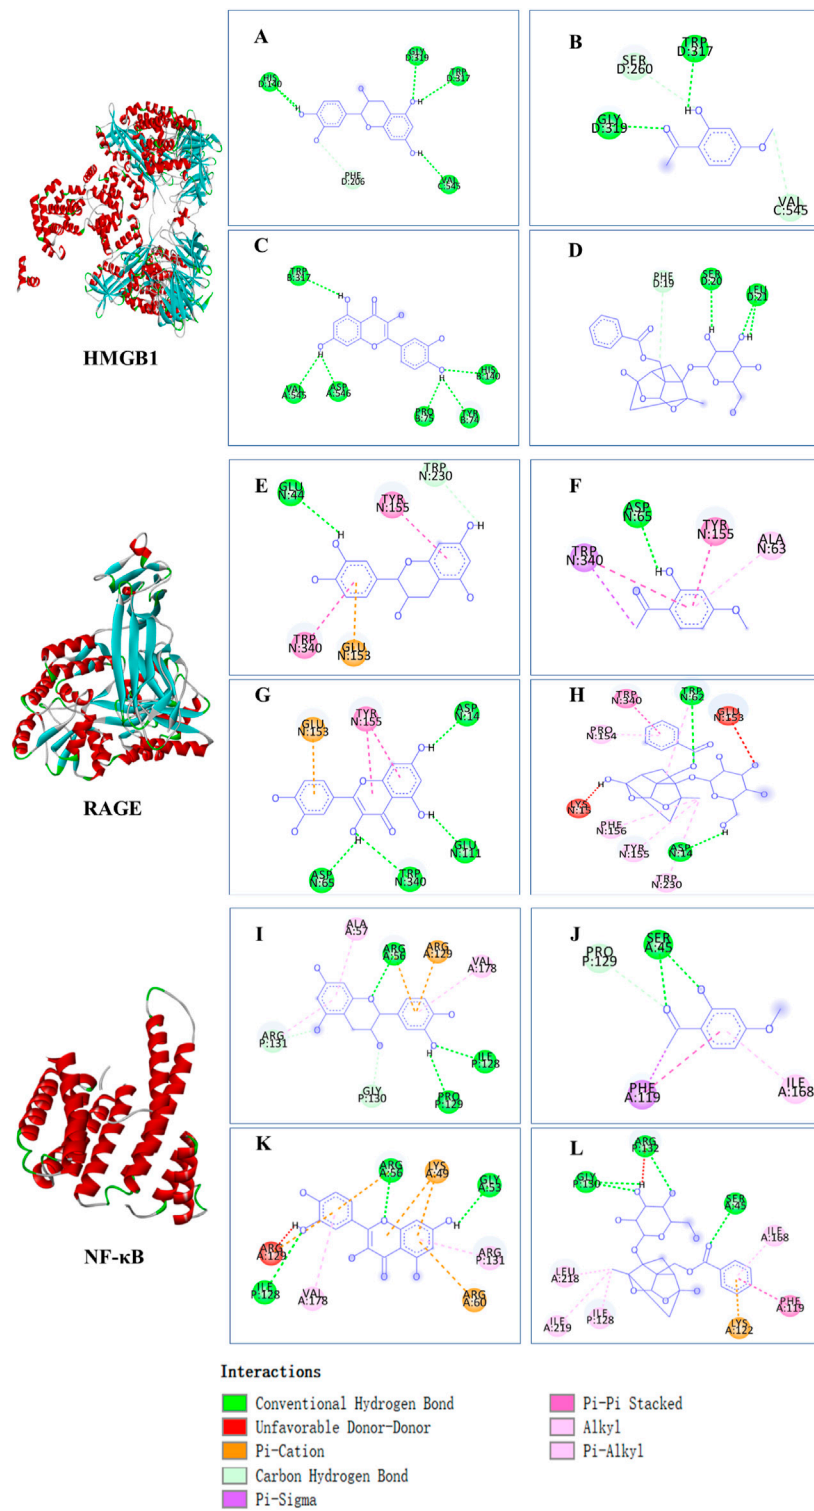 A
HIS
D:140
GLY
D:319
TRP
D:317
H
H
H
PHE
D:206
VAL
C:545
B
TRP
D:317
SER
D:260
H
GLY
D:319
VAL
C:545
HMGB1
C
TRP
B:317
H
H
VAL
A:545
ASP
A:546
HIS
B:140
H
PRO
B:75
TYR
B:74
D
PHE
D:19
SER
D:20
LEU
D:21
H
H
E
GLU
N:44
TYR
N:155
TRP
N:230
H
H
TRP
N:340
GLU
N:153
F
ASP
N:65
TYR
N:155
ALA
N:63
TRP
N:340
H
RAGE
G
GLU
N:153
TYR
N:155
ASP
N:14
H
H
H
GLU
N:111
ASP
N:65
TRP
N:340
H
TRP
N:340
TRP
N:62
GLU
N:153
PRO
N:154
LYS
N:15
H
PHE
N:156
TYR
N:155
ASP
N:14
H
TRP
N:230
I
ALA
A:57
ARG
A:56
ARG
A:129
VAL
A:178
ARG
P:131
GLY
P:130
H
ILE
P:128
PRO
P:129
J
SER
A:45
PRO
P:129
PHE
A:119
ILE
A:168
NF-κB
K
ARG
A:56
LYS
A:49
GLY
A:53
H
H
ARG
A:129
ILE
P:128
VAL
A:178
ARG
P:131
ARG
A:60
L
ARG
P:132
GLY
P:130
H
SER
A:45
ILE
A:168
LEU
A:218
ILE
A:219
ILE
P:128
PHE
A:119
LYS
A:122
Interactions
Conventional Hydrogen Bond
Unfavorable Donor-Donor
Pi-Cation
Carbon Hydrogen Bond
Pi-Sigma
Pi-Pi Stacked
Alkyl
Pi-Alkyl